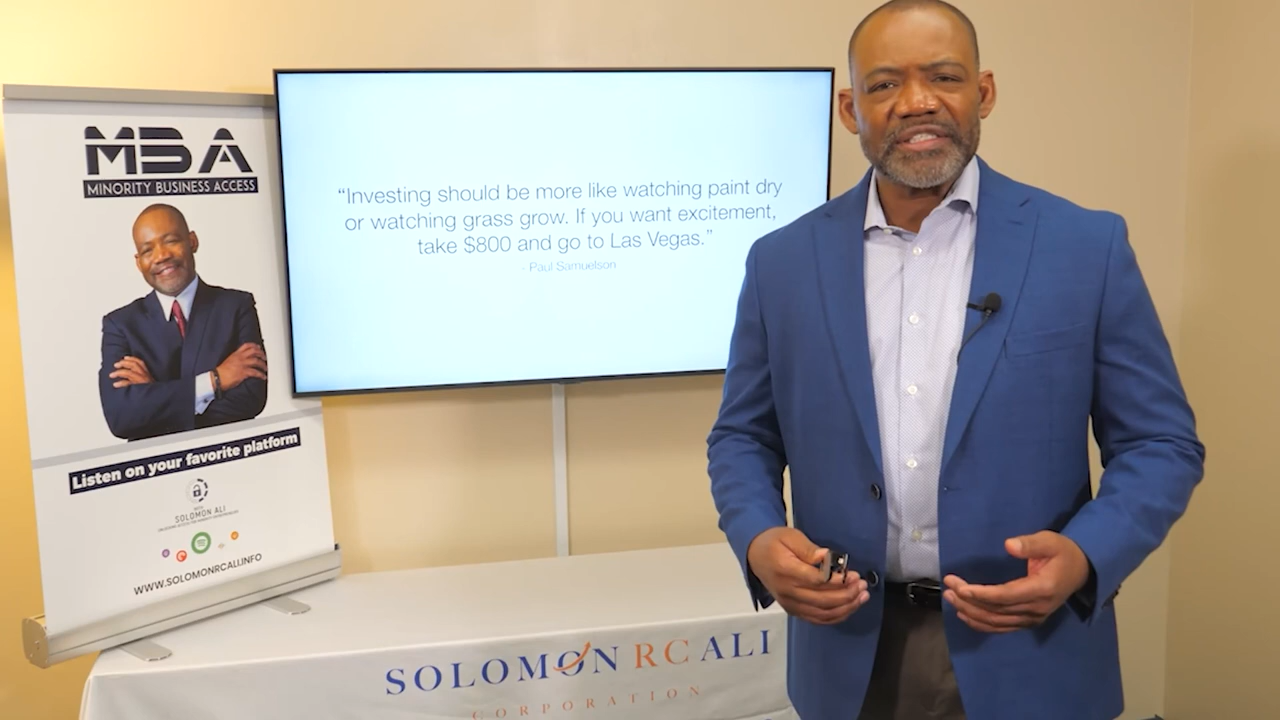 MBA
MINORITY BUSINESS ACCESS
Listen on your favorite platform
WITH
SOLOMON ALI
WWW.SOLOMONRCALI.INFO
“Investing should be more like watching paint dry
or watching grass grow. If you want excitement,
take $800 and go to Las Vegas.”
- Paul Samuelson
SOLOMON RC ALI
CORPORATION